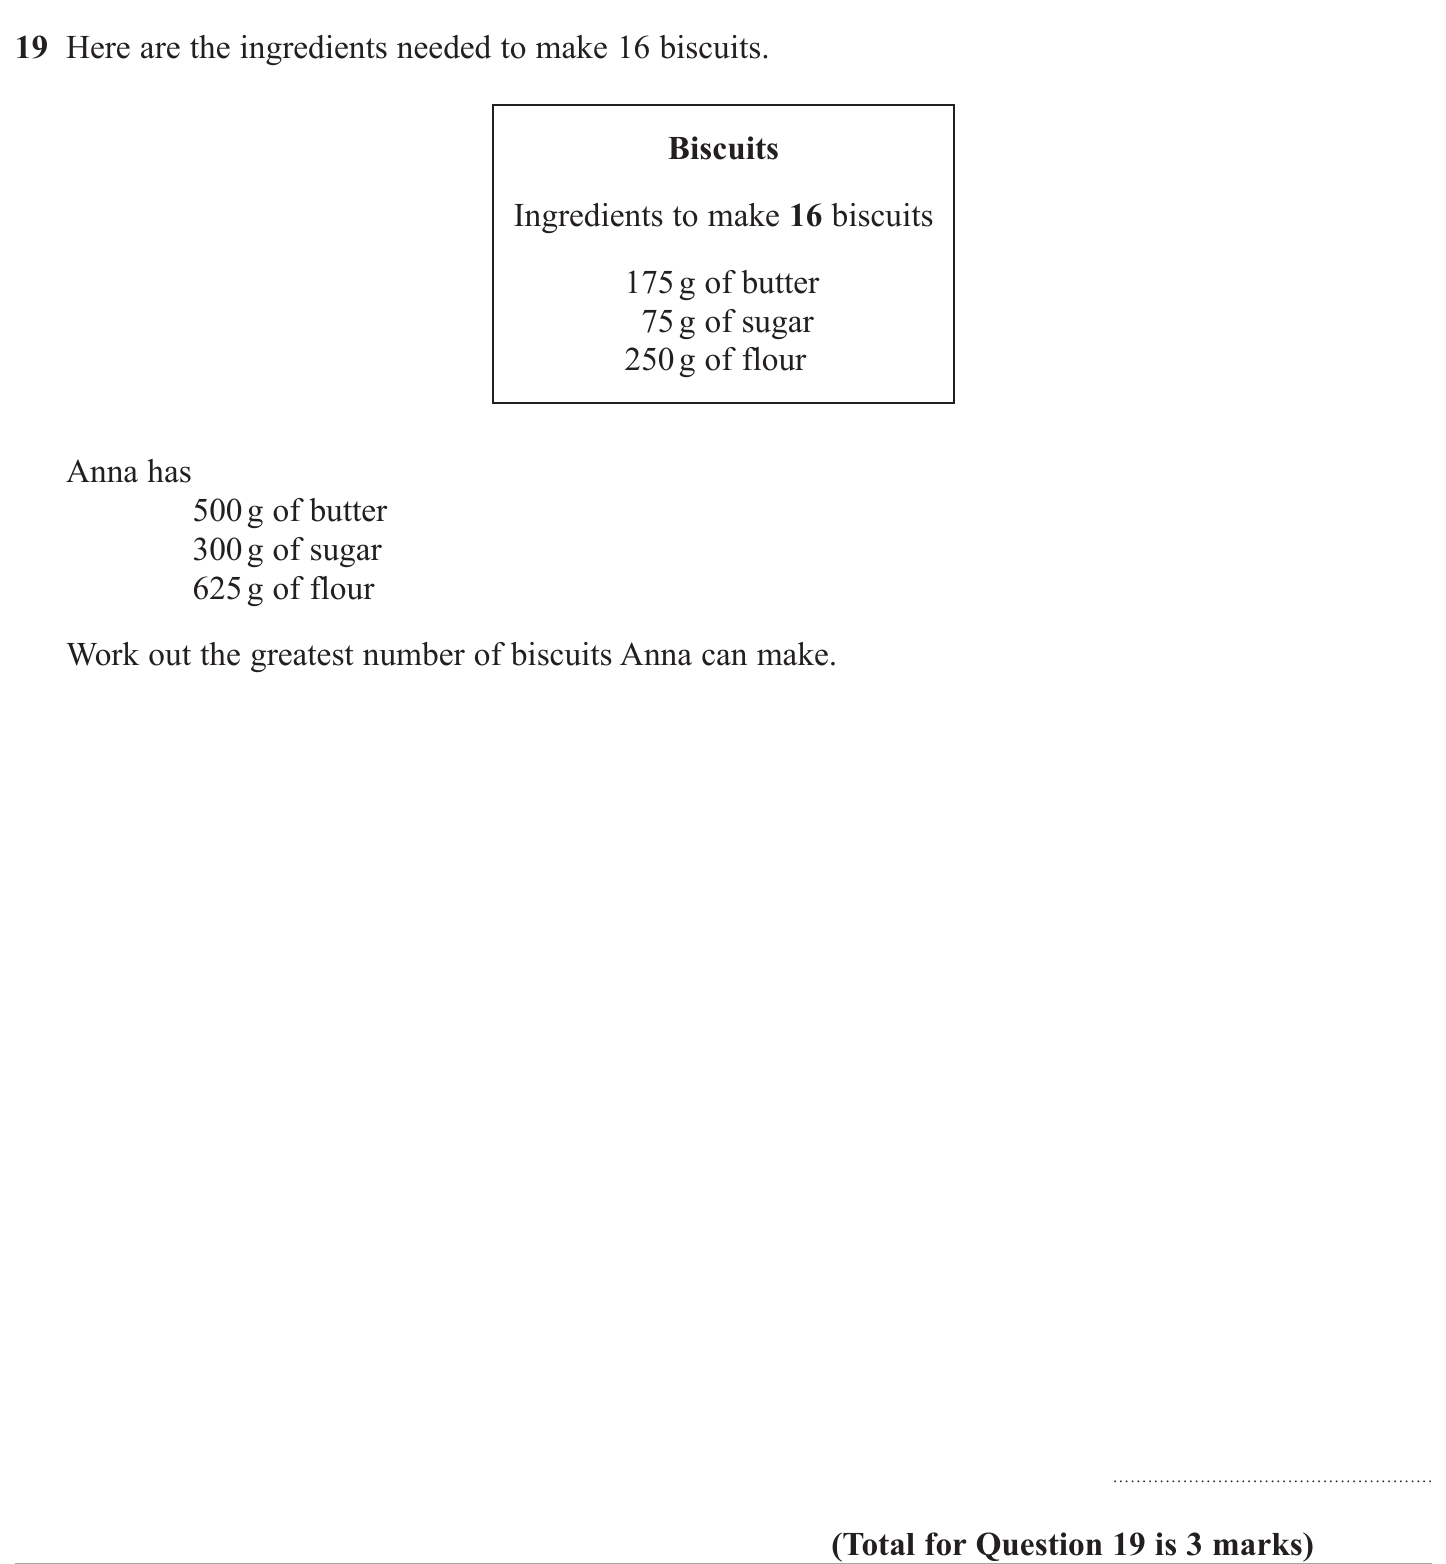 19 Here are the ingredients needed to make 16 biscuits.
Biscuits
Ingredients to make 16 biscuits
175 g of butter
75 g of sugar
250 g of flour
Anna has
500 g of butter
300 g of sugar
625 g of flour
Work out the greatest number of biscuits Anna can make.
(Total for Question 19 is 3 marks)